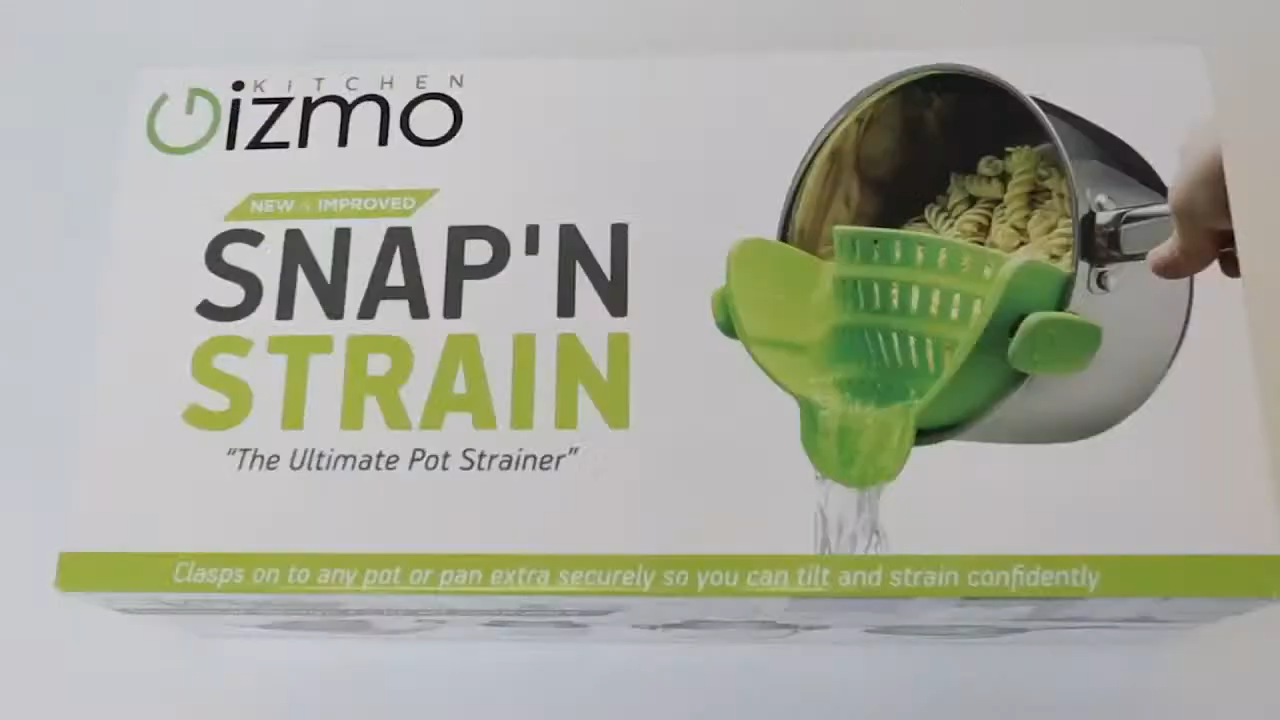 KITCHEN
Gizmo
NEW & IMPROVED
SNAP'N
STRAIN
"The Ultimate Pot Strainer"
Clasps on to any pot or pan extra securely so you can tilt and strain confidently